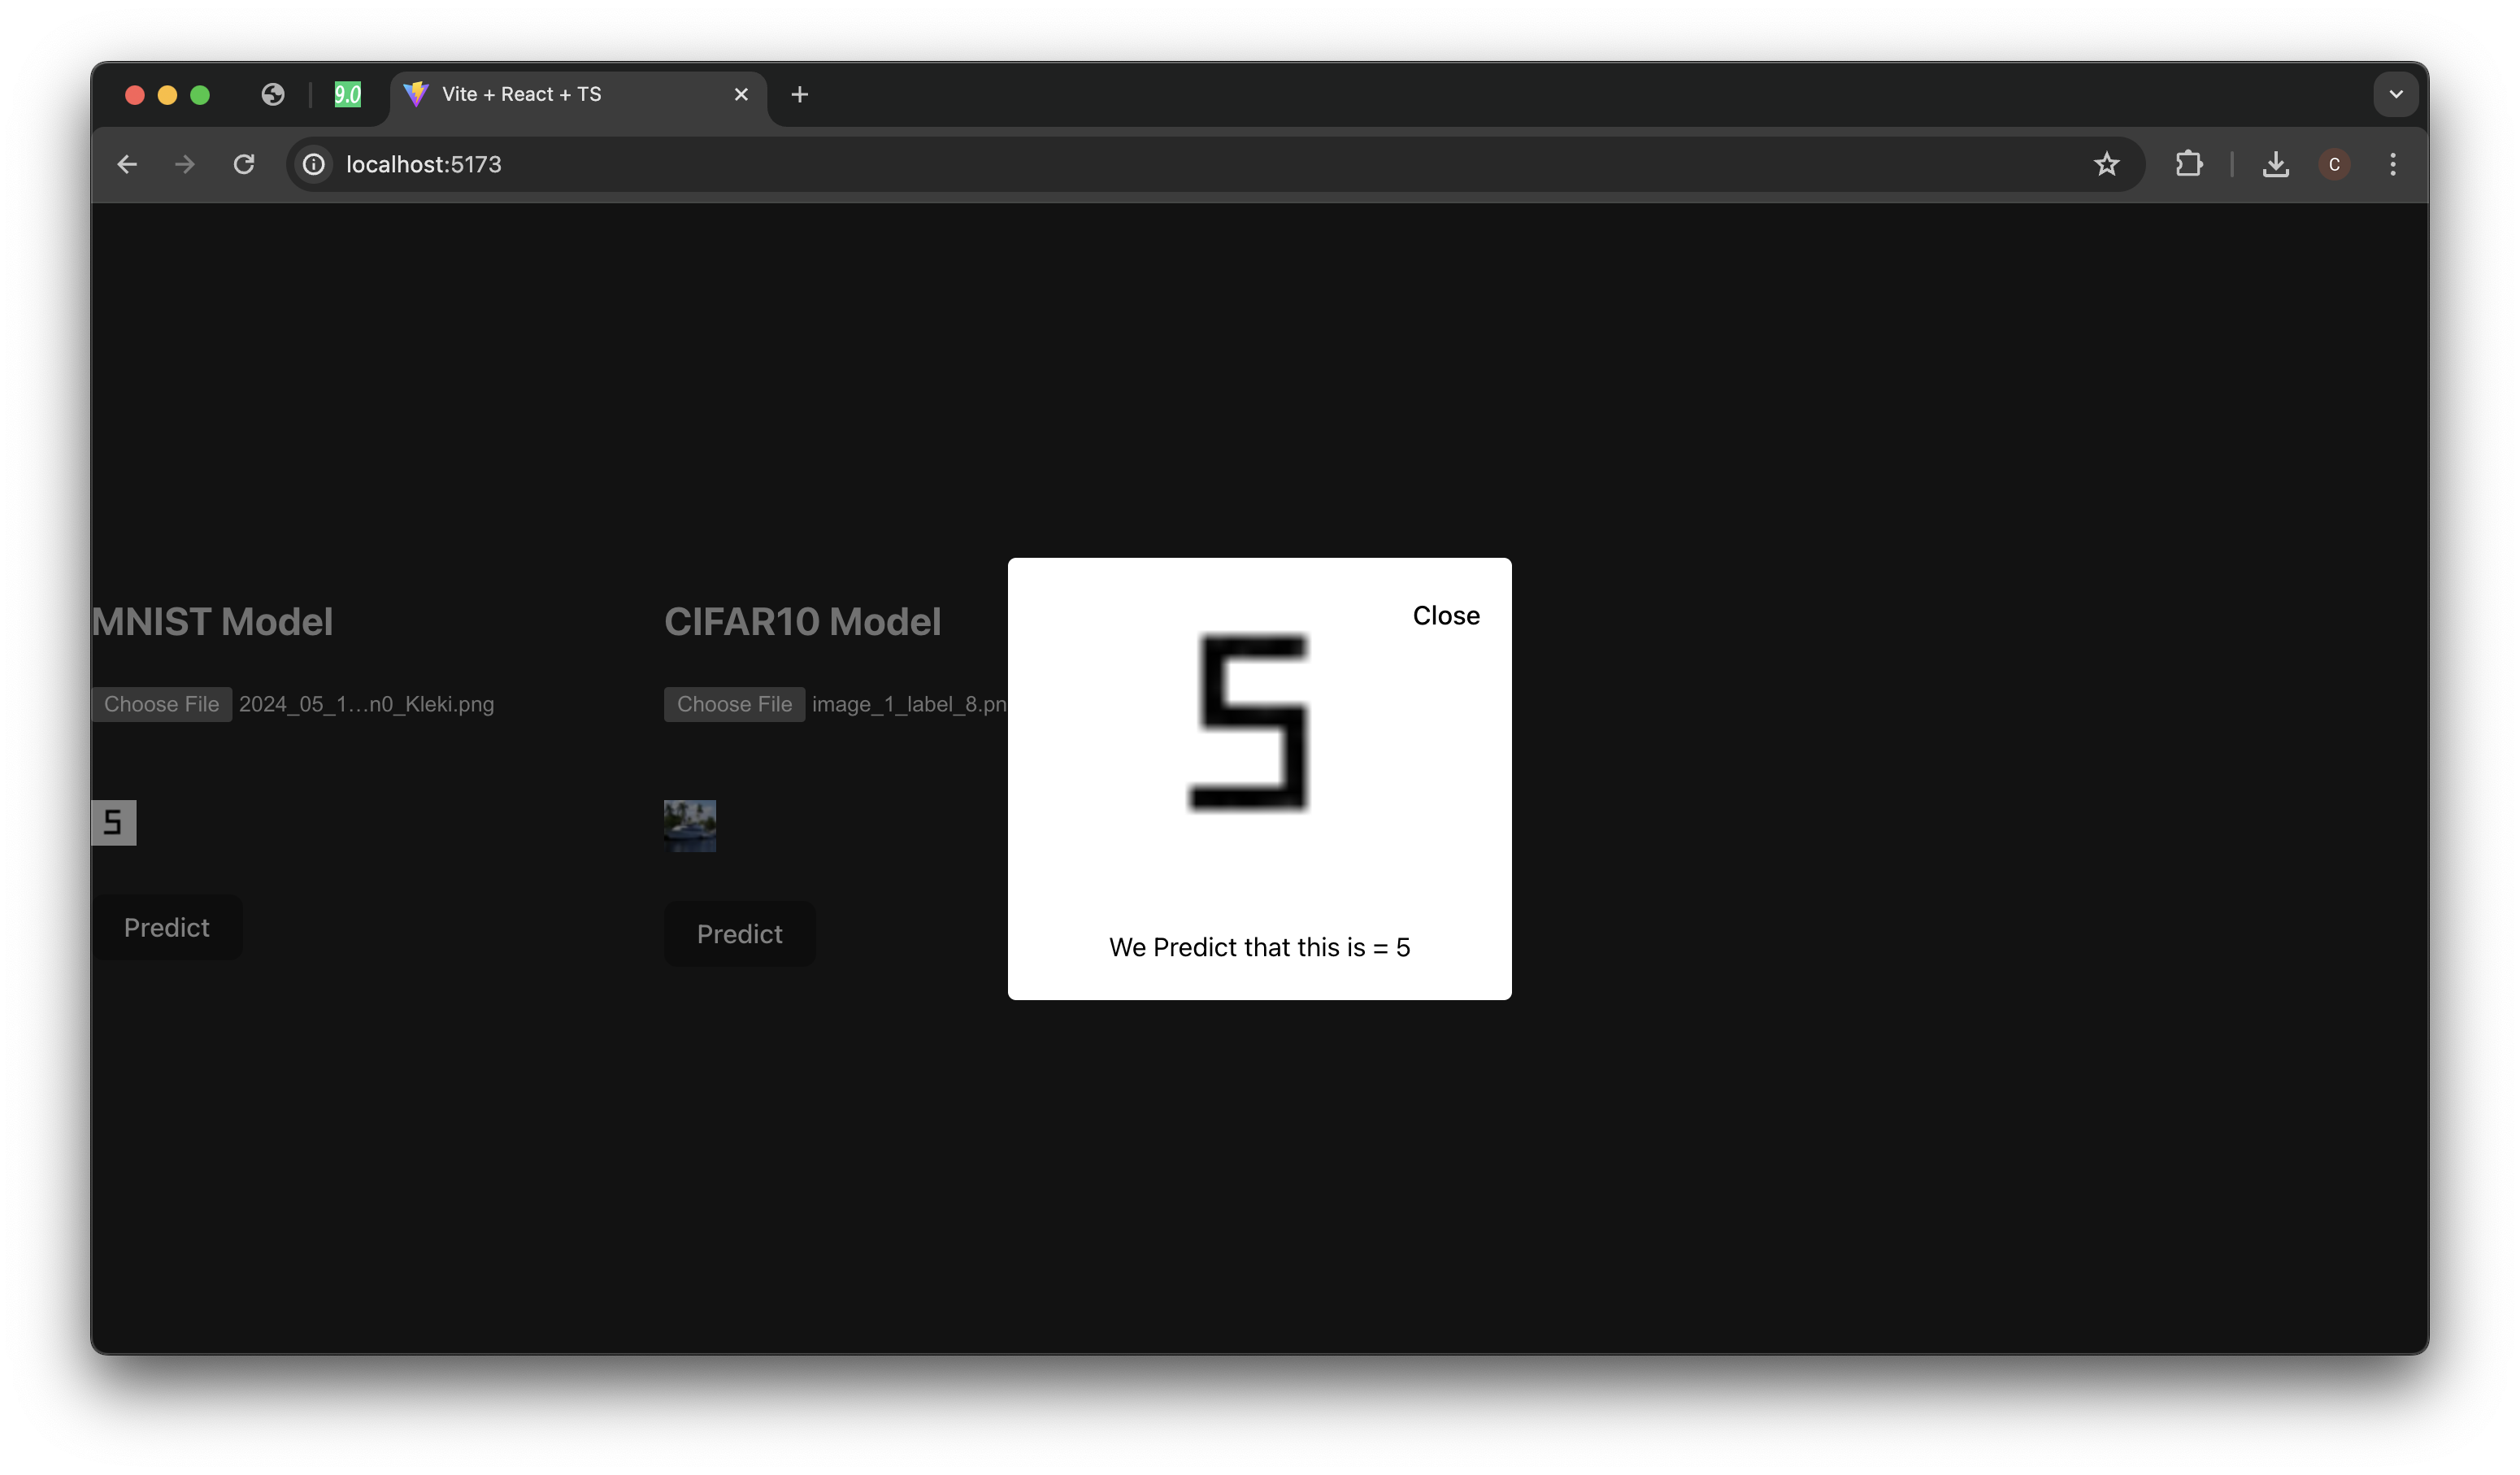 9.0
Vite + React + TS
localhost:5173
C
MNIST Model
CIFAR10 Model
Close
5
Choose File 2024_05_1...n0_Kleki.png
Choose File image_1_label_8.pn
5
Predict
Predict
We Predict that this is = 5